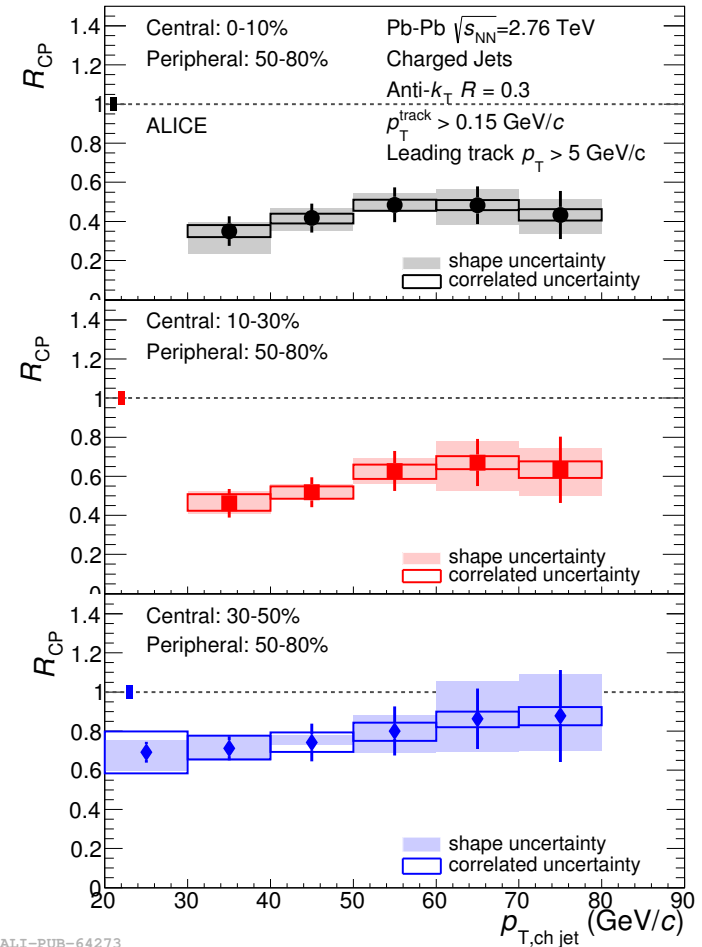 Central: 0-10%
Peripheral: 50-80%
ALICE
Pb-Pb √sNN=2.76 TeV
Charged Jets
Anti-kT R = 0.3
pTtrack > 0.15 GeV/c
Leading track pT > 5 GeV/c
shape uncertainty
correlated uncertainty
RCP
1.4
1.2
1
0.8
0.6
0.4
0.2
0
Central: 10-30%
Peripheral: 50-80%
shape uncertainty
correlated uncertainty
RCP
1.4
1.2
1
0.8
0.6
0.4
0.2
0
Central: 30-50%
Peripheral: 50-80%
shape uncertainty
correlated uncertainty
RCP
1.4
1.2
1
0.8
0.6
0.4
0.2
0
20 30 40 50 60 70 80 90
pT,ch jet (GeV/c)
ALI-PUB-64273